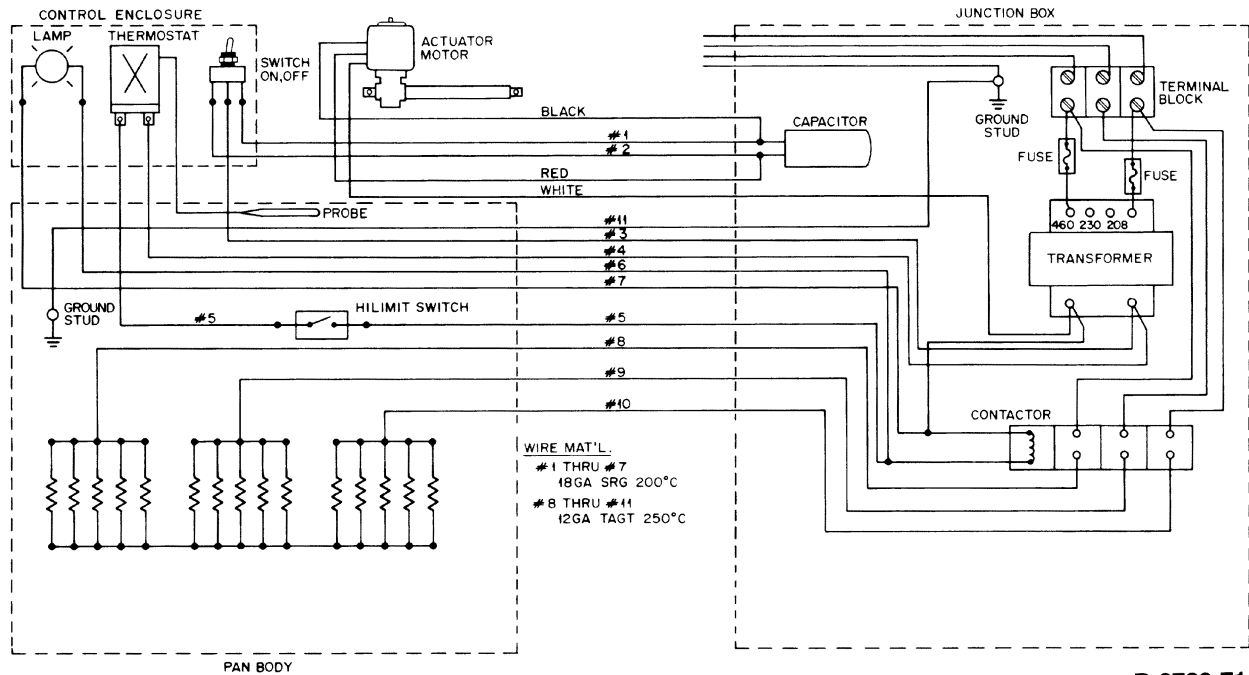 CONTROL ENCLOSURE
LAMP
THERMOSTAT
SWITCH
ON,OFF
ACTUATOR
MOTOR
JUNCTION BOX
TERMINAL
BLOCK
GROUND
STUD
BLACK
#1
#2
CAPACITOR
FUSE
FUSE
RED
WHITE
PROBE
#11
#3
#4
#6
#7
460 230 208
TRANSFORMER
GROUND
STUD
#5
HILIMIT SWITCH
#5
#8
#9
#10
CONTACTOR
WIRE MAT'L.
#1 THRU #7
18GA SRG 200°C
#8 THRU #11
12GA TAGT 250°C
PAN BODY